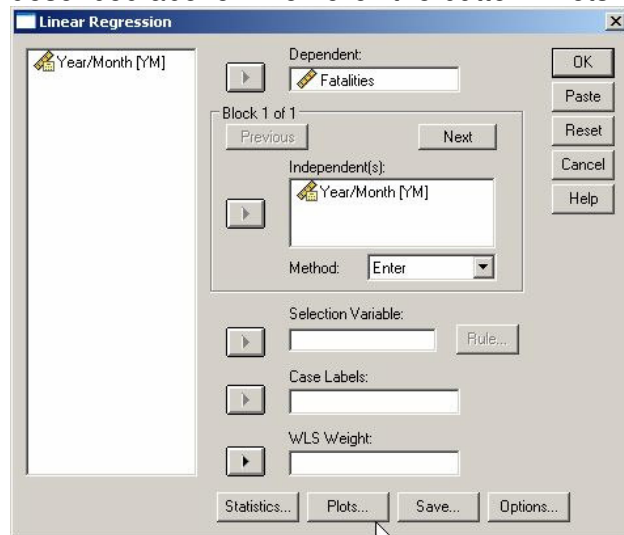 Linear Regression
Year/Month [YM]
Dependent:
Fatalities
OK
Paste
Reset
Cancel
Help
Block 1 of 1
Previous
Next
Independent(s):
Year/Month [YM]
Method: Enter
Selection Variable:
Rule...
Case Labels:
WLS Weight:
Statistics... Plots... Save... Options...